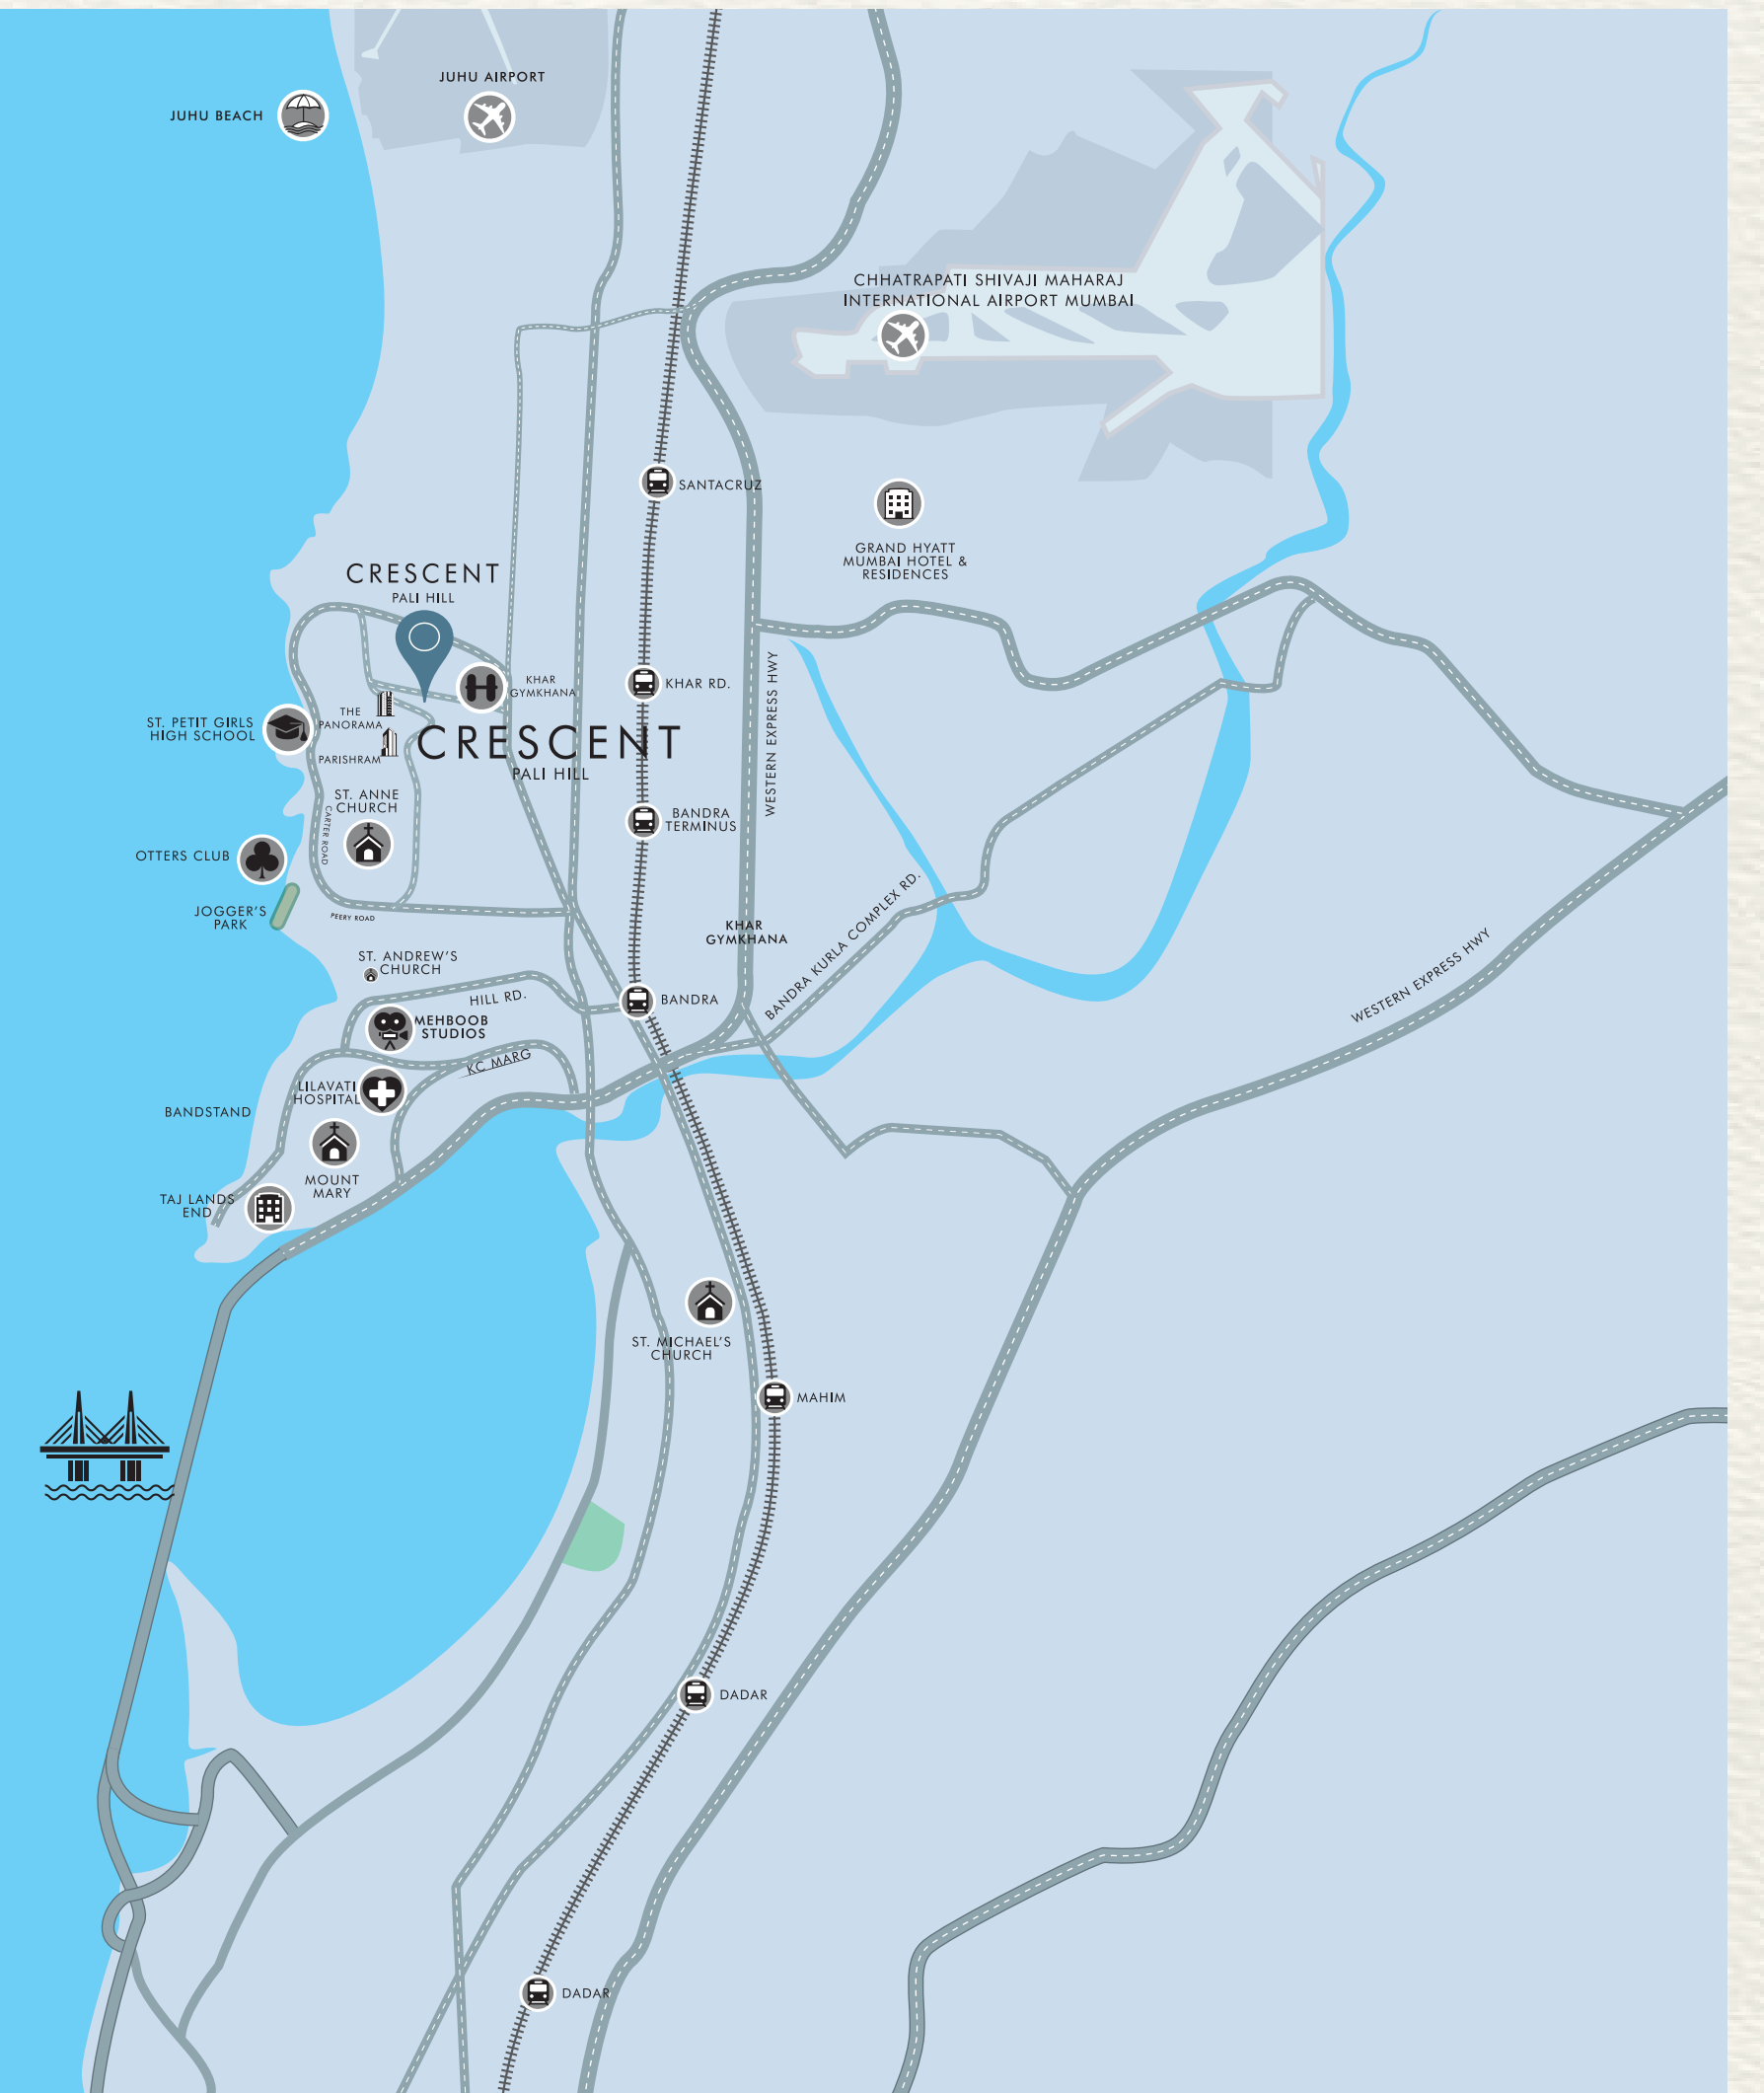 JUHU AIRPORT
JUHU BEACH
CHHATRAPATI SHIVAJI MAHARAJ
INTERNATIONAL AIRPORT MUMBAI
SANTACRUZ
GRAND HYATT
MUMBAI HOTEL &
RESIDENCES
CRESCENT
PALI HILL
KHAR
GYMKHANA
KHAR RD.
WESTERN EXPRESS HWY
THE
PANORAMA
ST. PETIT GIRLS
HIGH SCHOOL
CRESCENT
PALI HILL
PARISHRAM
ST. ANNE
CHURCH
CARTER ROAD
BANDRA
TERMINUS
OTTERS CLUB
JOGGER'S
PARK
PEERY ROAD
KHAR
GYMKHANA
BANDRA KURLA COMPLEX RD.
WESTERN EXPRESS HWY
ST. ANDREW'S
CHURCH
HILL RD.
BANDRA
MEHBOOB
STUDIOS
KC MARG
LILAVATI
HOSPITAL
BANDSTAND
MOUNT
MARY
TAJ LANDS
END
ST. MICHAEL'S
CHURCH
MAHIM
DADAR
DADAR